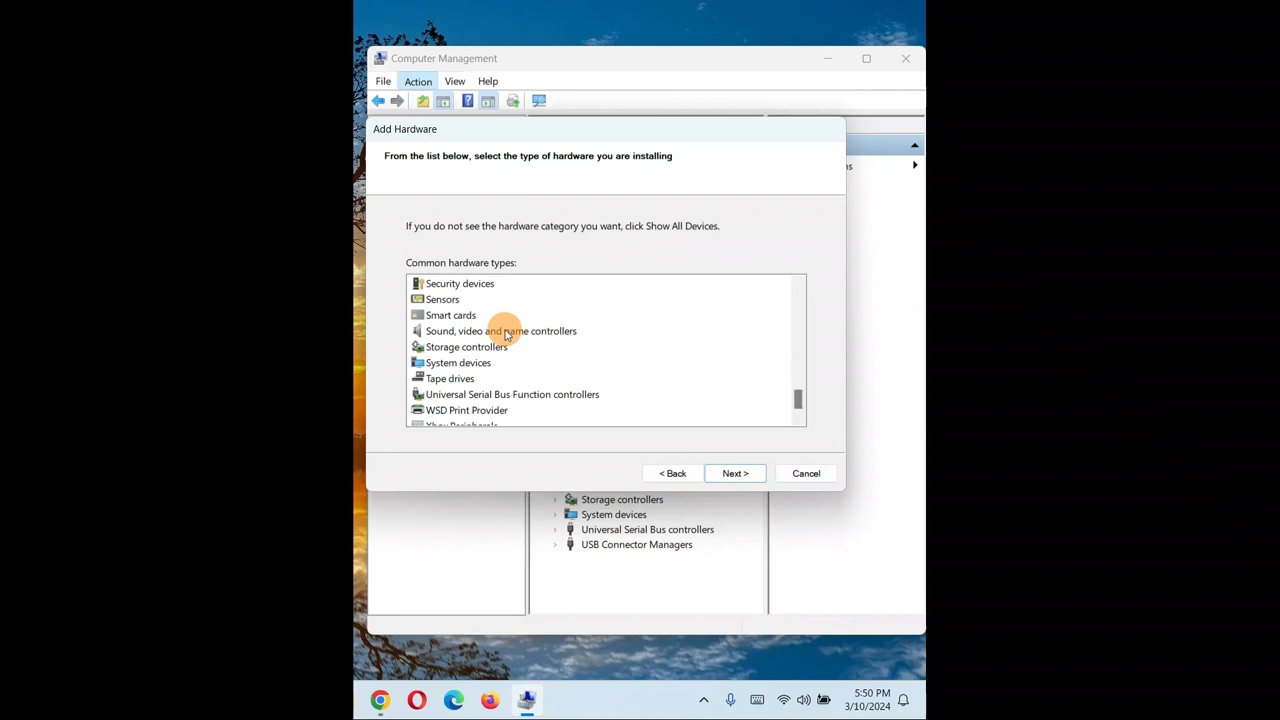 Computer Management
File Action View Help
Add Hardware
From the list below, select the type of hardware you are installing
If you do not see the hardware category you want, click Show All Devices.
Common hardware types:
Security devices
Sensors
Smart cards
Sound, video and game controllers
Storage controllers
System devices
Tape drives
Universal Serial Bus Function controllers
WSD Print Provider
Xbox Peripherals
< Back Next > Cancel
ns
Storage controllers
System devices
Universal Serial Bus controllers
USB Connector Managers
5:50 PM
3/10/2024